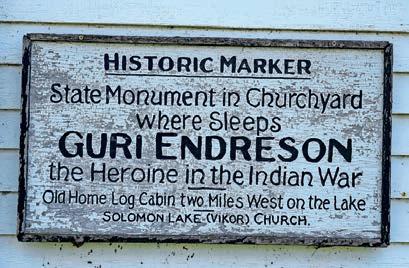 HISTORIC MARKER
State Monument in Churchyard
where Sleeps
GURI ENDRESON
the Heroine in the Indian War
Old Home Log Cabin two Miles West on the Lake
SOLOMON LAKE (VIKOR) CHURCH.